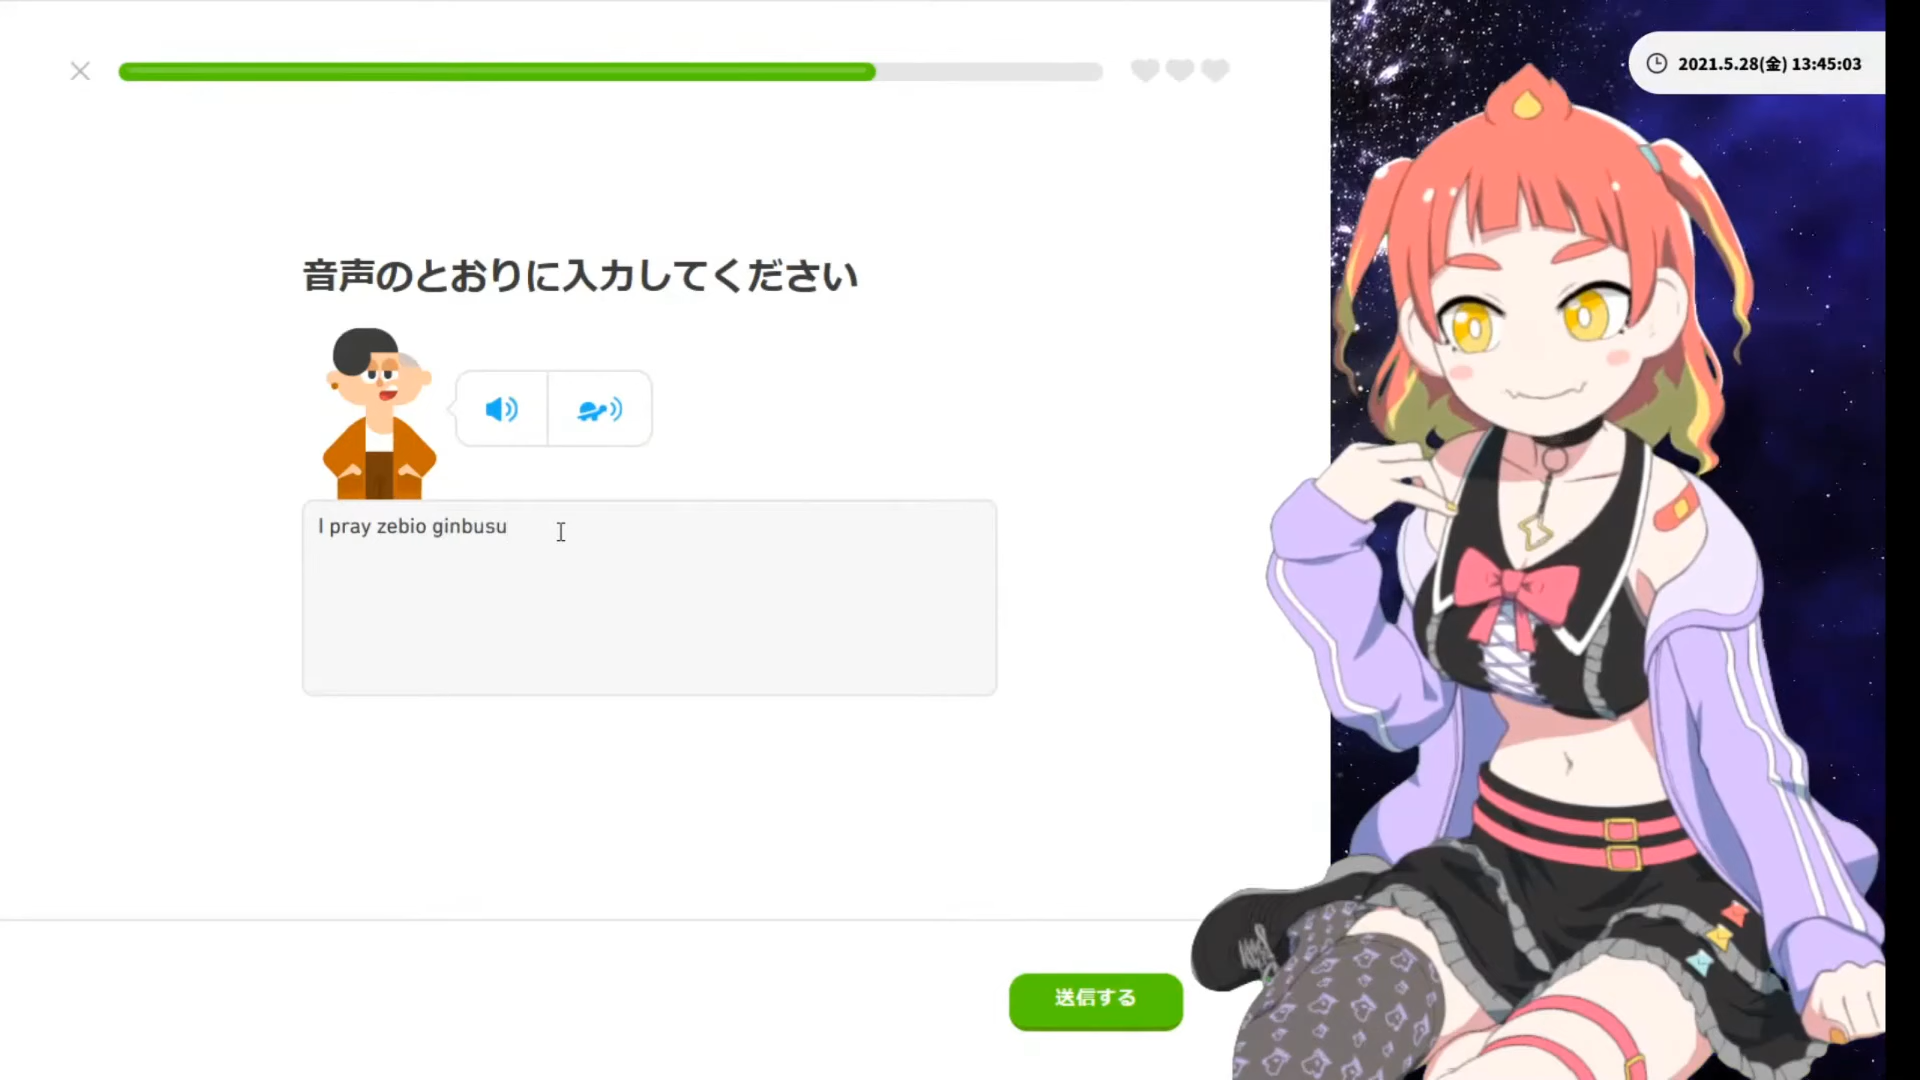 2021.5.28(金) 13:45:03
音声のとおりに入力してください
I pray zebio ginbusu
送信する